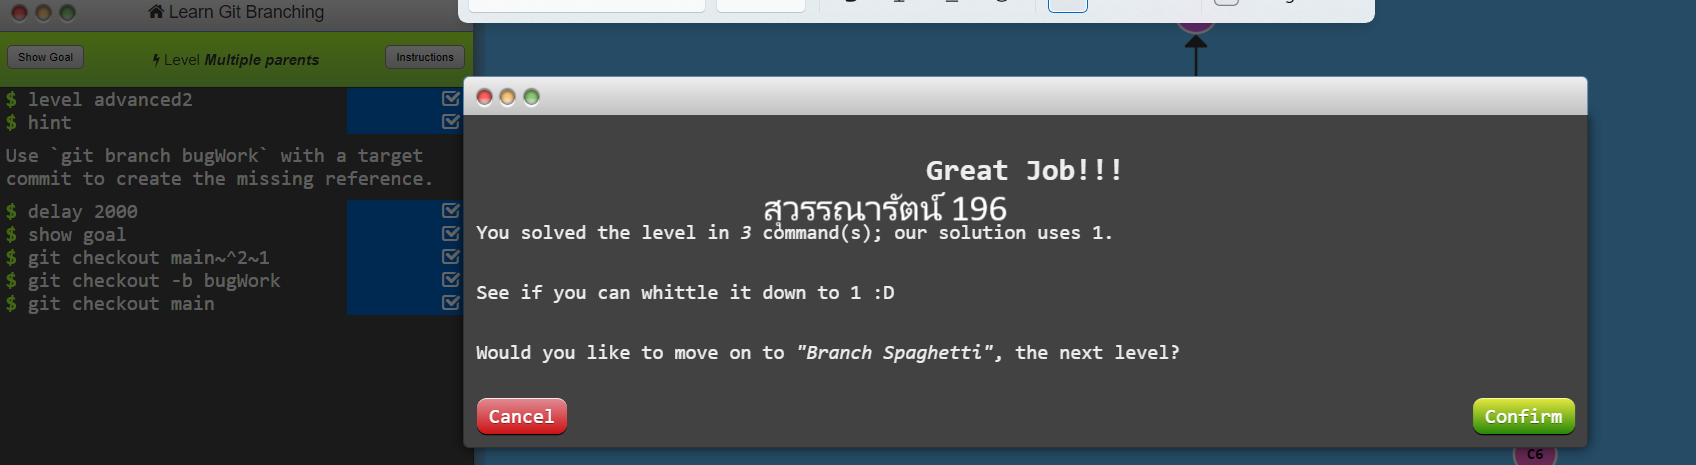 Learn Git Branching
Show Goal
Level Multiple parents
Instructions
$ level advanced2
$ hint
Use `git branch bugWork` with a target
commit to create the missing reference.
$ delay 2000
$ show goal
$ git checkout main~^2~1
$ git checkout -b bugWork
$ git checkout main
Great Job!!!
สุวรรณารัตน์ 196
You solved the level in 3 command(s); our solution uses 1.
See if you can whittle it down to 1 :D
Would you like to move on to "Branch Spaghetti", the next level?
Cancel
Confirm
C6